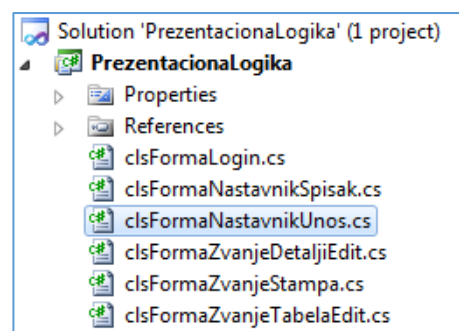 Solution 'PrezentacionaLogika' (1 project)
PrezentacionaLogika
Properties
References
clsFormaLogin.cs
clsFormaNastavnikSpisak.cs
clsFormaNastavnikUnos.cs
clsFormaZvanjeDetaljiEdit.cs
clsFormaZvanjeStampa.cs
clsFormaZvanjeTabelaEdit.cs